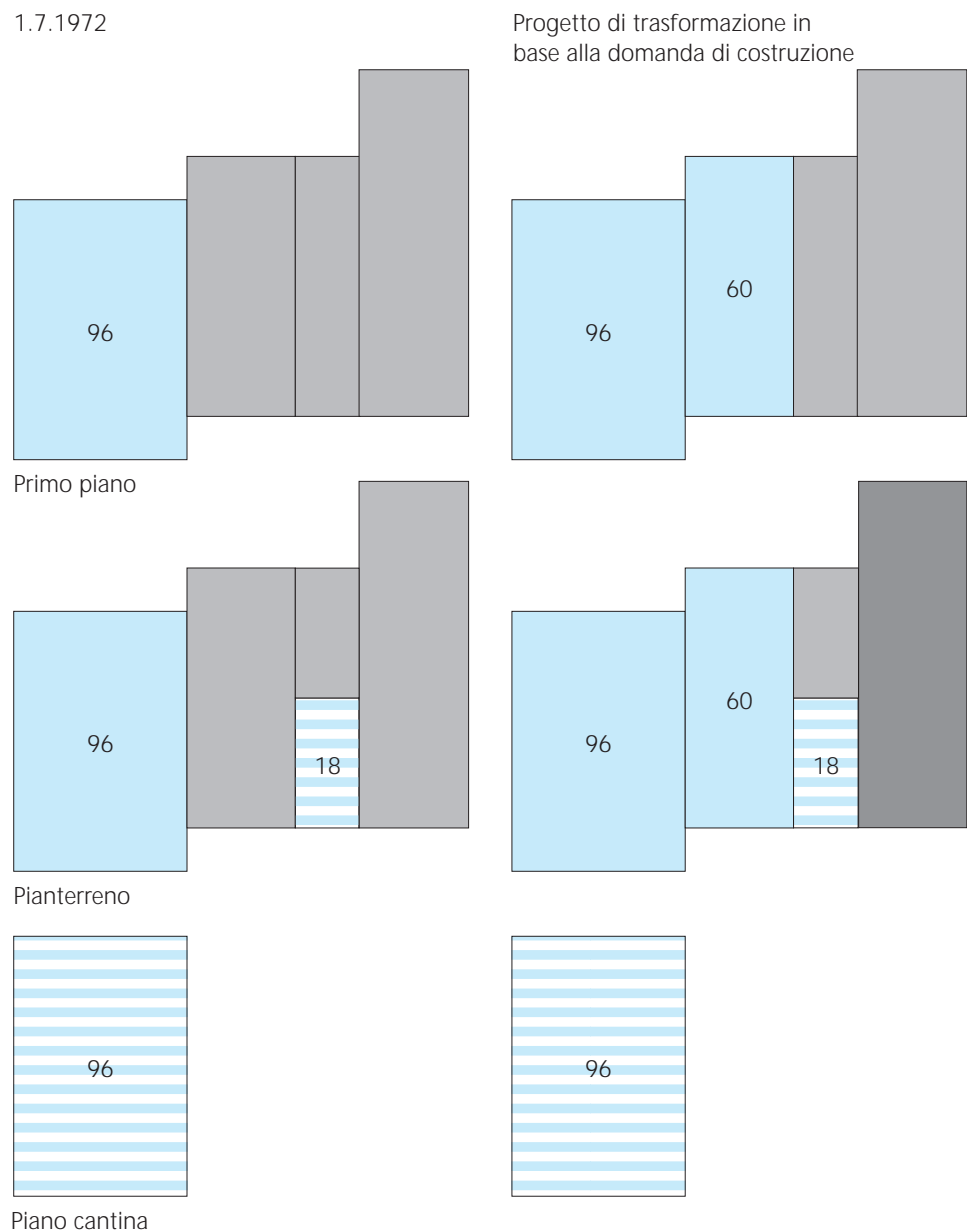 1.7.1972
Progetto di trasformazione in
base alla domanda di costruzione
96
96
60
Primo piano
96
18
96
60
18
Pianterreno
96
96
Piano cantina